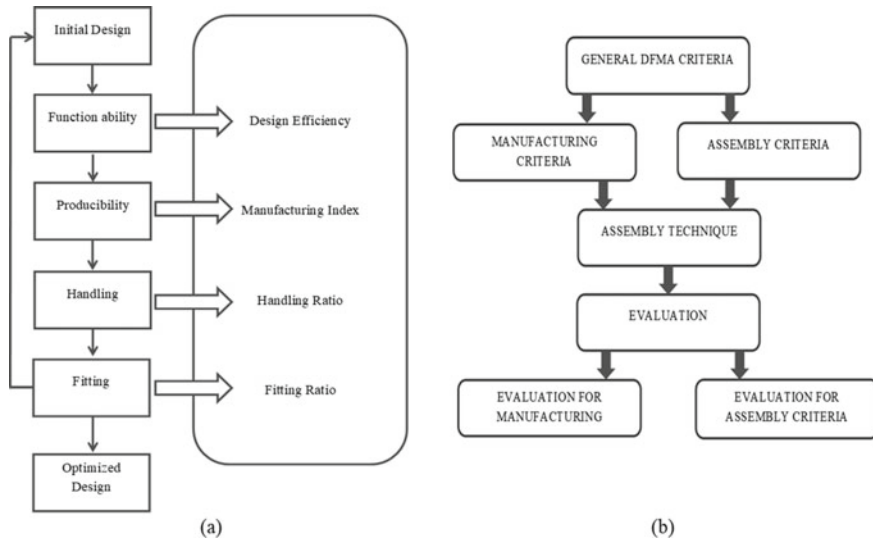 Initial Design
Function ability
Design Efficiency
Producibility
Manufacturing Index
Handling
Handling Ratio
Fitting
Fitting Ratio
Optimized
Design
(a)
GENERAL DFMA CRITERIA
MANUFACTURING
CRITERIA
ASSEMBLY CRITERIA
ASSEMBLY TECHNIQUE
EVALUATION
EVALUATION FOR
MANUFACTURING
EVALUATION FOR
ASSEMBLY CRITERIA
(b)